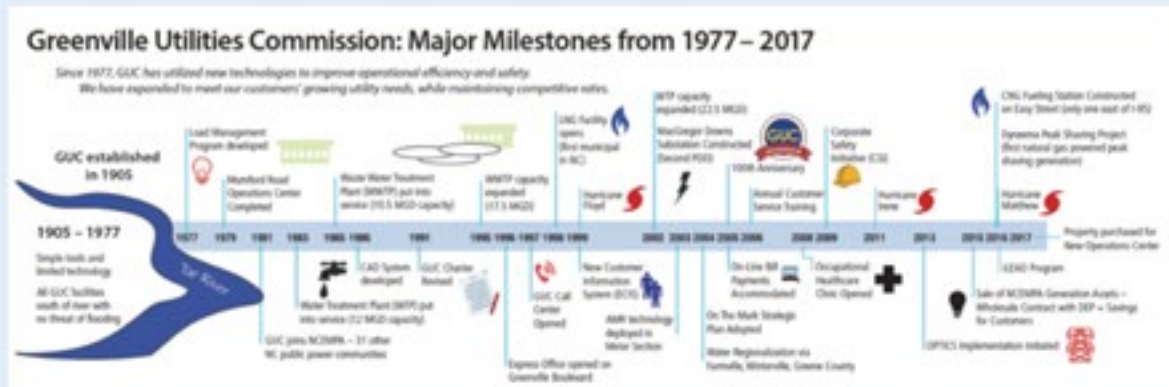 Greenville Utilities Commission: Major Milestones from 1977 – 2017
Since 1977, GUC has utilized new technologies to improve operational efficiency and safety.
We have expanded to meet our customers' growing utility needs, while maintaining competitive rates.
GUC established
in 1905
1905 – 1977
Simple tools and
limited technology
All GUC facilities
south of river with
no threat of flooding
Tar River
Load Management
Program developed
Mumford Road
Operations Center
Completed
Waste Water Treatment
Plant (WWTP) put into
service (10.5 MGD capacity)
WWTP capacity
expanded
(17.5 MGD)
LNG Facility
opens
(first municipal
in NC)
Hurricane
Floyd
WTP capacity
expanded (22.5 MGD)
MacGregor Downs
Substation Constructed
(Second POD)
GUC
100th Anniversary
Annual Customer
Service Training
Corporate
Safety
Initiative (CSI)
Hurricane
Irene
CNG Fueling Station Constructed
on Easy Street (only one east of I-95)
Dynamma Peak Shaving Project
(first natural gas powered peak
shaving generation)
Hurricane
Matthew
1977 1979 1981 1983 1985 1986 1991 1995 1996 1997 1998 1999 2002 2003 2004 2005 2006 2008 2009 2011 2013 2015 2016 2017
Property purchased for
New Operations Center
GUC joins NCEMPA – 31 other
NC public power communities
Water Treatment Plant (WTP) put
into service (12 MGD capacity)
CAD System
developed
GUC Charter
Revised
Express Office opened on
Greenville Boulevard
GUC Call
Center
Opened
New Customer
Information
System (ECIS)
AMR technology
deployed in
Meter Section
Water Regionalization via
Farmville, Winterville, Greene County
On The Mark Strategic
Plan Adopted
On-Line Bill
Payments
Accommodated
Occupational
Healthcare
Clinic Opened
OPTICS Implementation Initiated
Sale of NCEMPA Generation Assets –
Wholesale Contract with DEP = Savings
for Customers
iLEAD Program